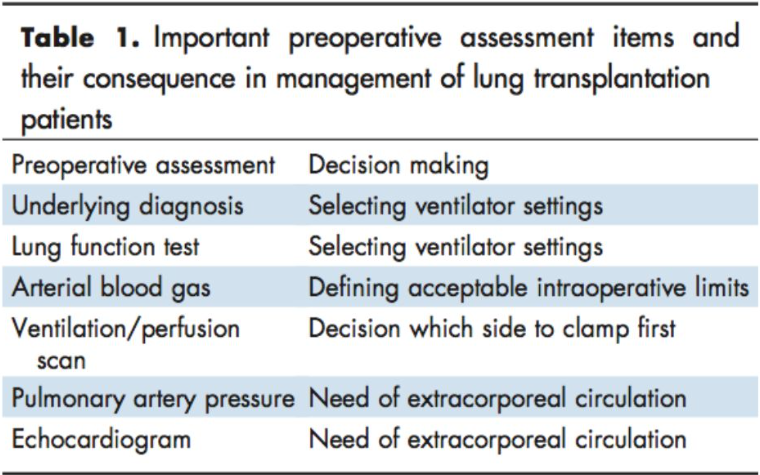 Table 1. Important preoperative assessment items and
their consequence in management of lung transplantation
patients
Preoperative assessment Decision making
Underlying diagnosis Selecting ventilator settings
Lung function test Selecting ventilator settings
Arterial blood gas Defining acceptable intraoperative limits
Ventilation/perfusion Decision which side to clamp first
scan
Pulmonary artery pressure Need of extracorporeal circulation
Echocardiogram Need of extracorporeal circulation